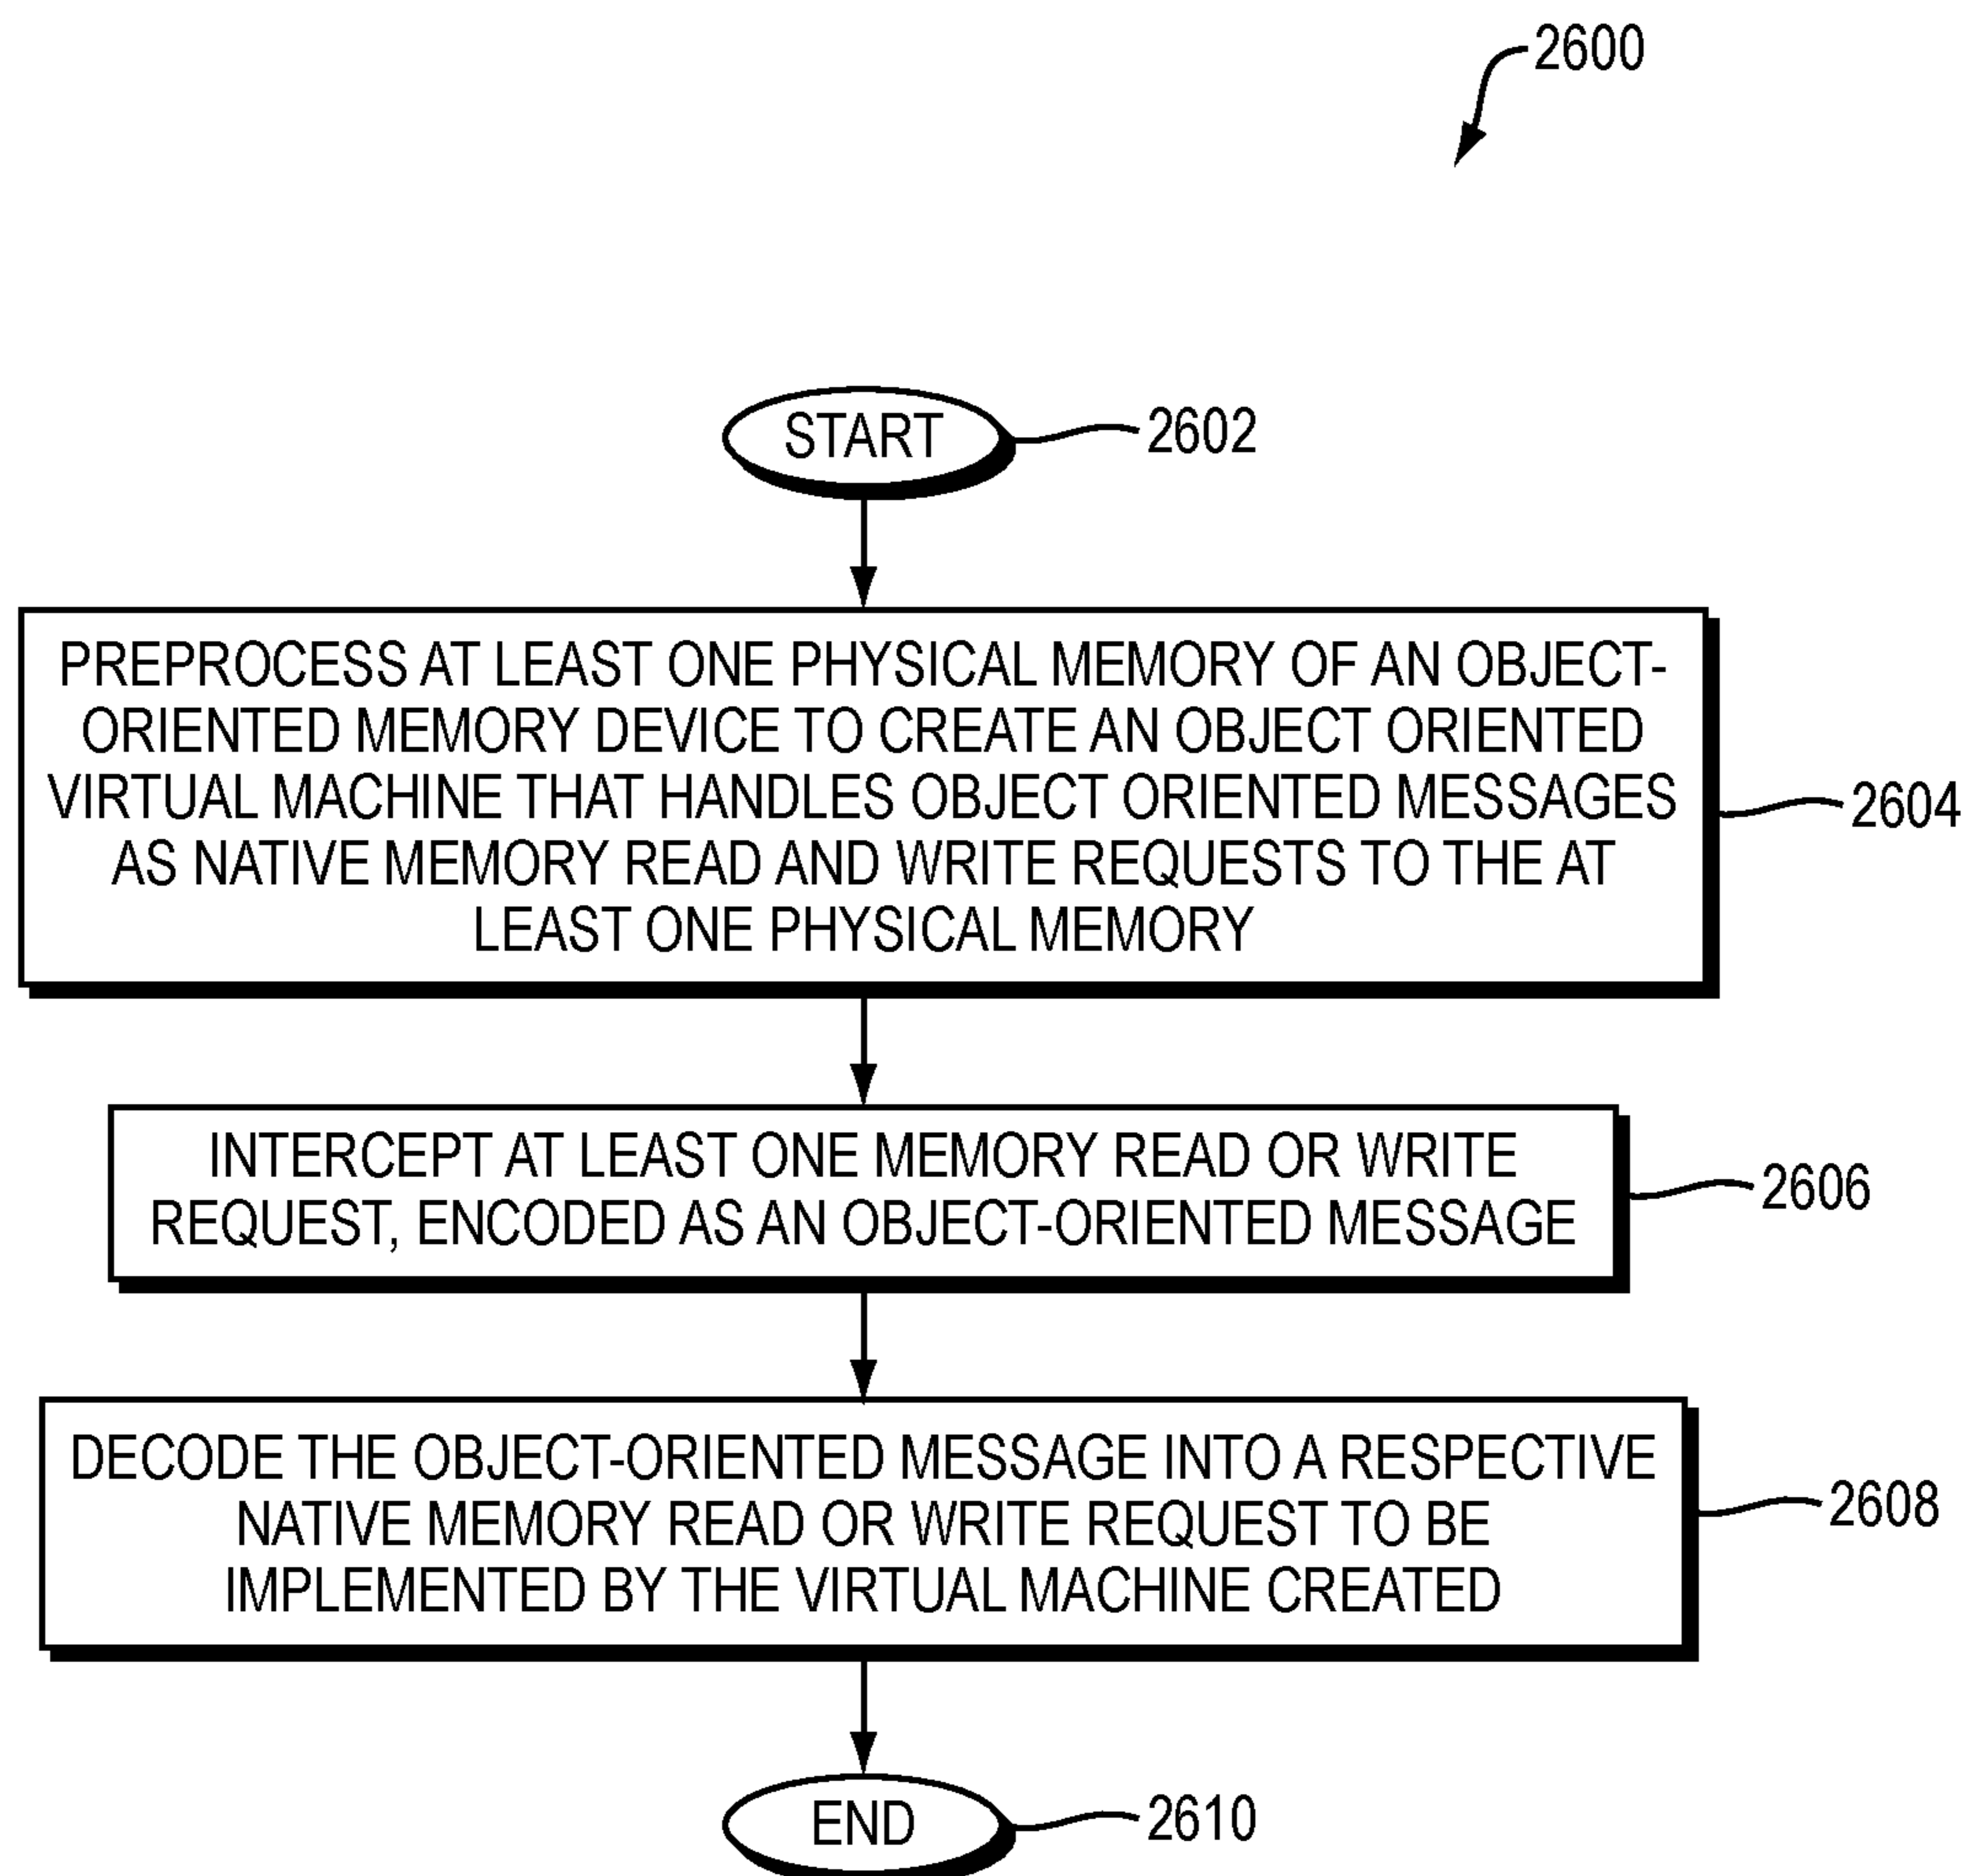 2600
START
2602
PREPROCESS AT LEAST ONE PHYSICAL MEMORY OF AN OBJECT-
ORIENTED MEMORY DEVICE TO CREATE AN OBJECT ORIENTED
VIRTUAL MACHINE THAT HANDLES OBJECT ORIENTED MESSAGES
AS NATIVE MEMORY READ AND WRITE REQUESTS TO THE AT
LEAST ONE PHYSICAL MEMORY
2604
INTERCEPT AT LEAST ONE MEMORY READ OR WRITE
REQUEST, ENCODED AS AN OBJECT-ORIENTED MESSAGE
2606
DECODE THE OBJECT-ORIENTED MESSAGE INTO A RESPECTIVE
NATIVE MEMORY READ OR WRITE REQUEST TO BE
IMPLEMENTED BY THE VIRTUAL MACHINE CREATED
2608
END
2610